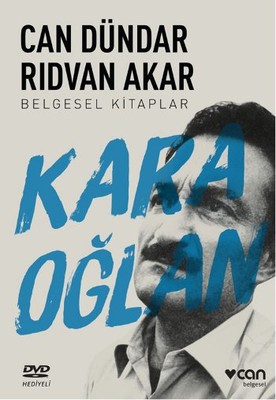 CAN DÜNDAR
RIDVAN AKAR
BELGESEL KİTAPLAR
KARA
OĞLAN
DVD
HEDİYELİ
can
belgesel